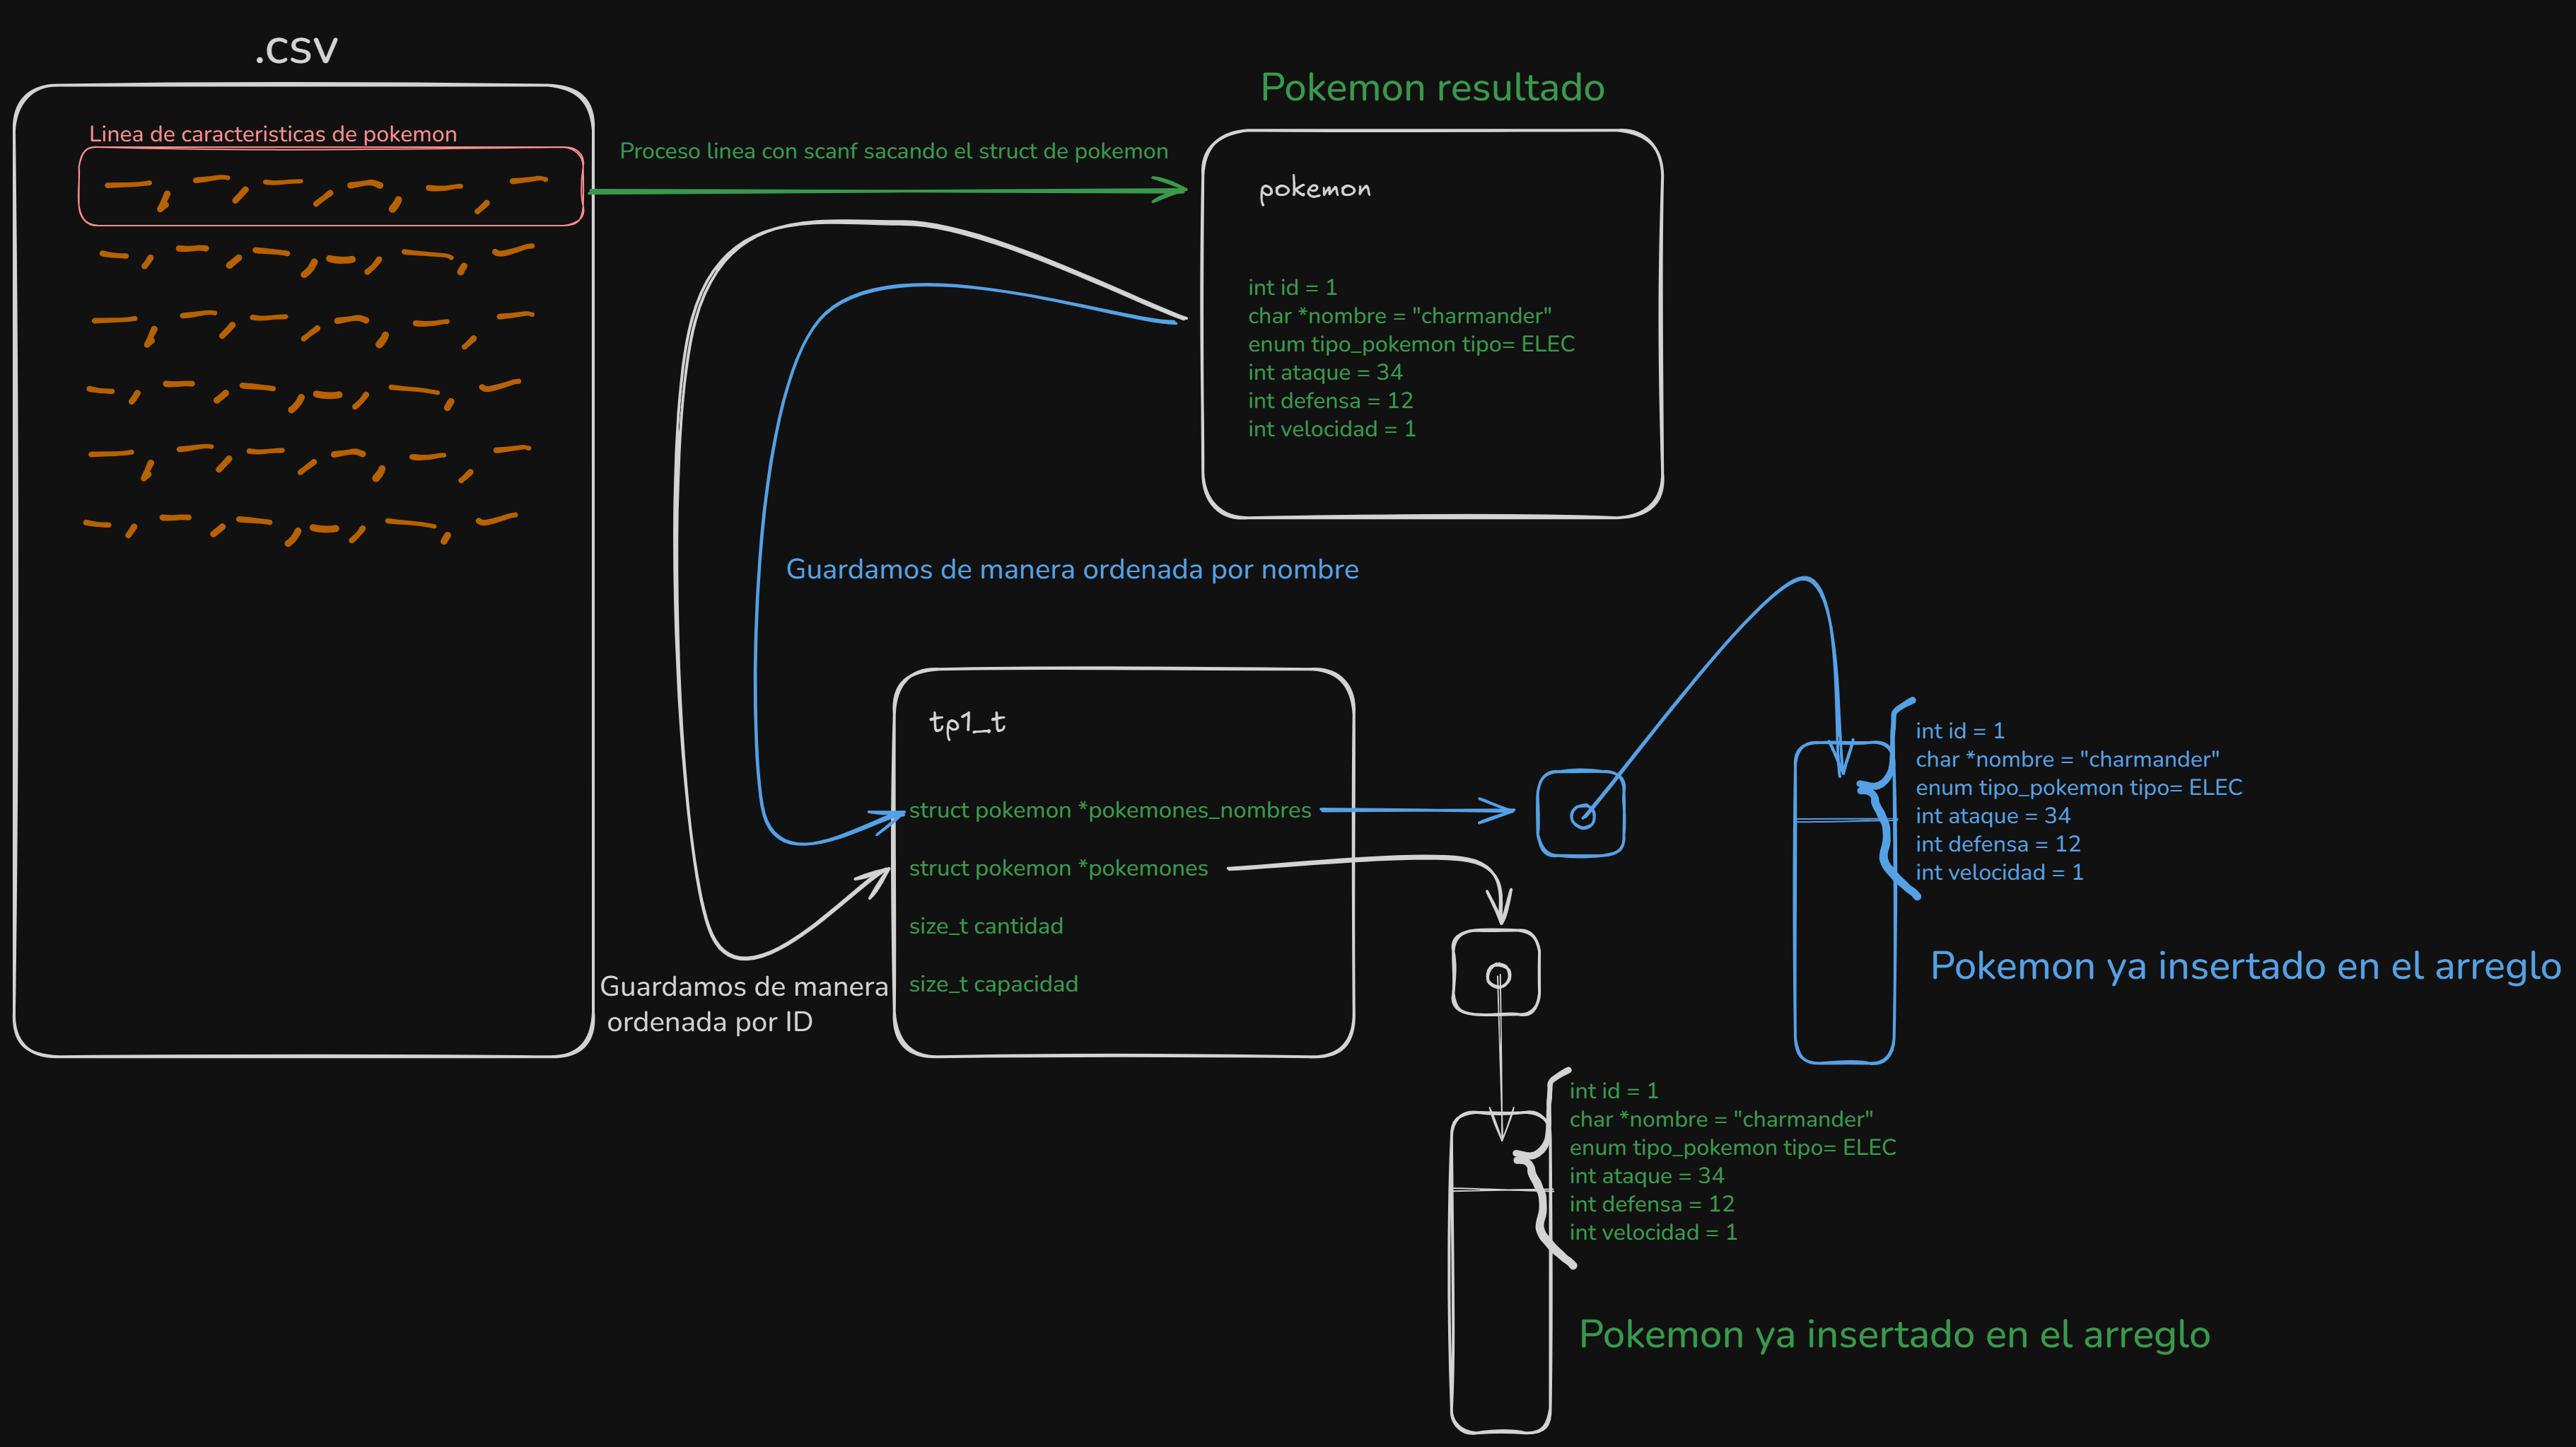 .csv
Linea de caracteristicas de pokemon
Proceso linea con scanf sacando el struct de pokemon
Pokemon resultado
pokemon
int id = 1
char *nombre = "charmander"
enum tipo_pokemon tipo= ELEC
int ataque = 34
int defensa = 12
int velocidad = 1
Guardamos de manera ordenada por nombre
tp1_t
struct pokemon *pokemones_nombres
struct pokemon *pokemones
size_t cantidad
size_t capacidad
Guardamos de manera
ordenada por ID
int id = 1
char *nombre = "charmander"
enum tipo_pokemon tipo= ELEC
int ataque = 34
int defensa = 12
int velocidad = 1
Pokemon ya insertado en el arreglo
int id = 1
char *nombre = "charmander"
enum tipo_pokemon tipo= ELEC
int ataque = 34
int defensa = 12
int velocidad = 1
Pokemon ya insertado en el arreglo